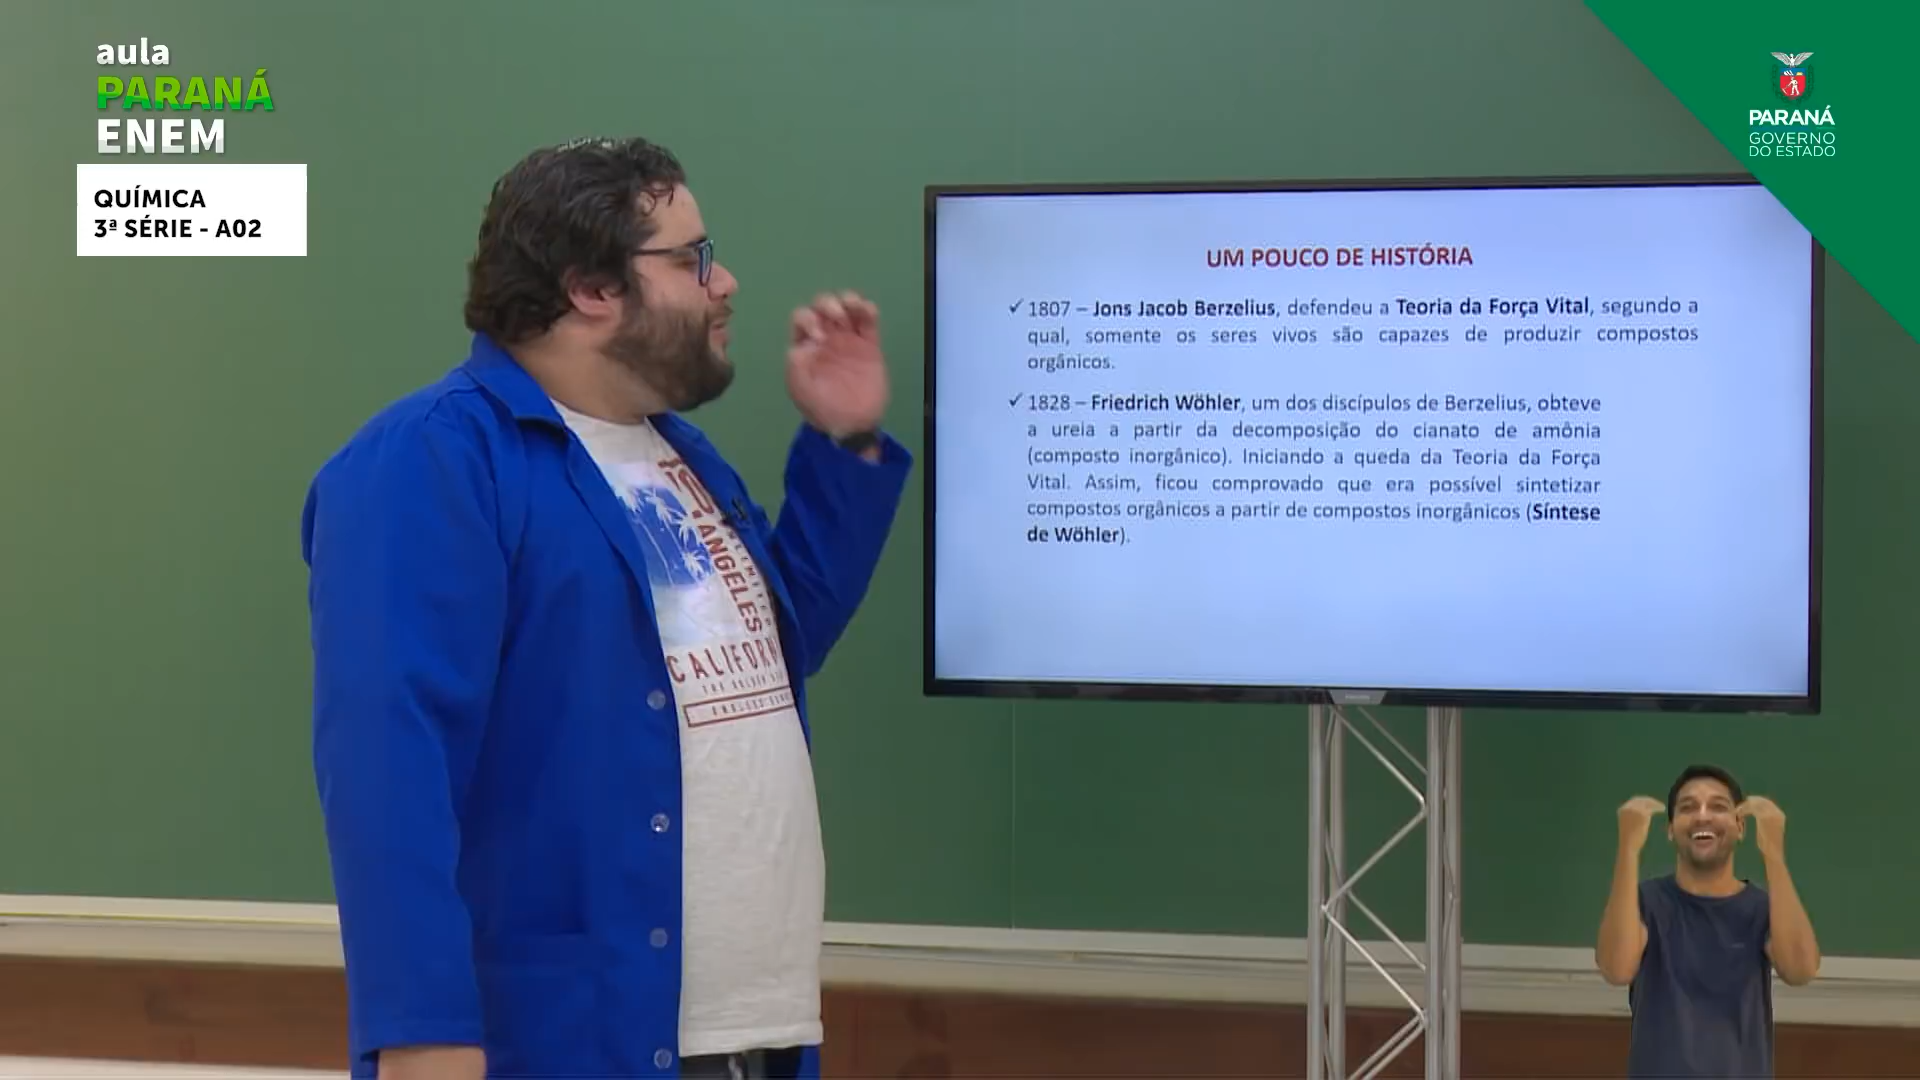 aula
PARANÁ
ENEM
QUÍMICA
3ª SÉRIE - A02
PARANÁ
GOVERNO
DO ESTADO
UM POUCO DE HISTÓRIA
✓ 1807 – Jons Jacob Berzelius, defendeu a Teoria da Força Vital, segundo a
qual, somente os seres vivos são capazes de produzir compostos
orgânicos.
✓ 1828 – Friedrich Wöhler, um dos discípulos de Berzelius, obteve
a ureia a partir da decomposição do cianato de amônia
(composto inorgânico). Iniciando a queda da Teoria da Força
Vital. Assim, ficou comprovado que era possível sintetizar
compostos orgânicos a partir de compostos inorgânicos (Síntese
de Wöhler).
ANGELES
CALIFORN